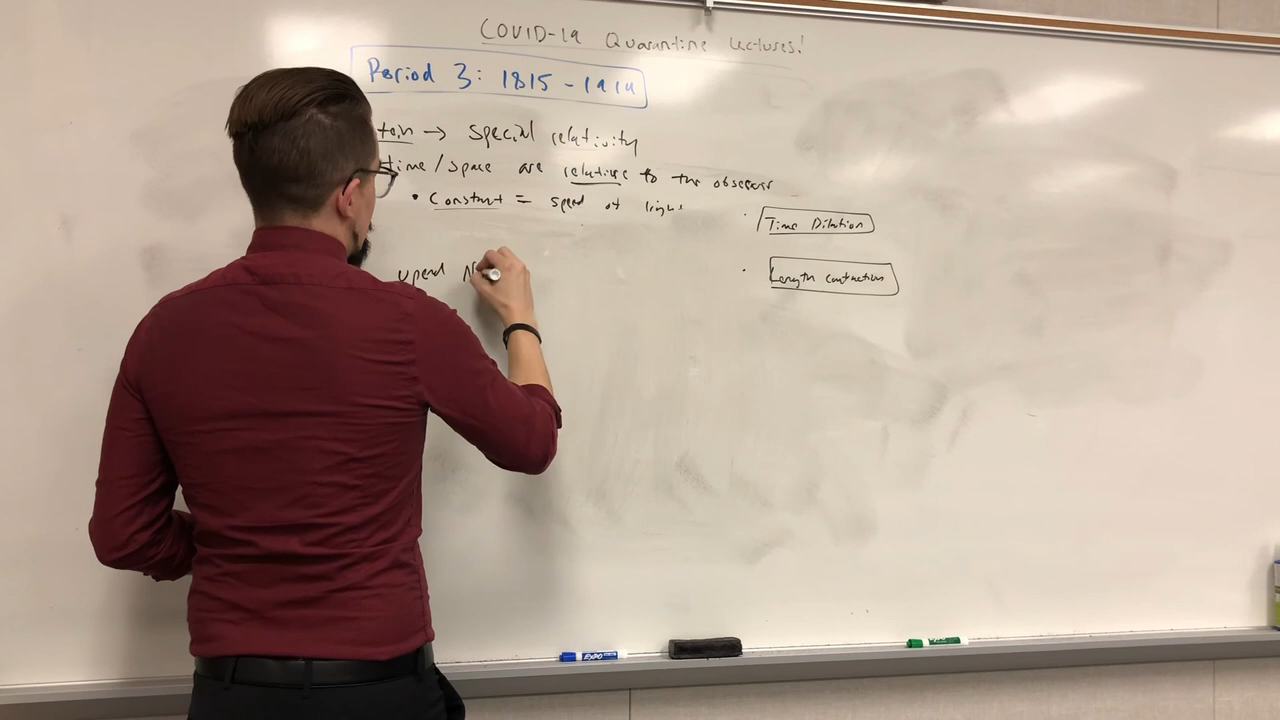 COVID-19 Quarantine Lectures!
Period 3: 1815 - 1914
tein → special relativity
time/space are relative to the observer
• Constant = speed of light
• Time Dilation
• Length contraction
upend N
EXPO